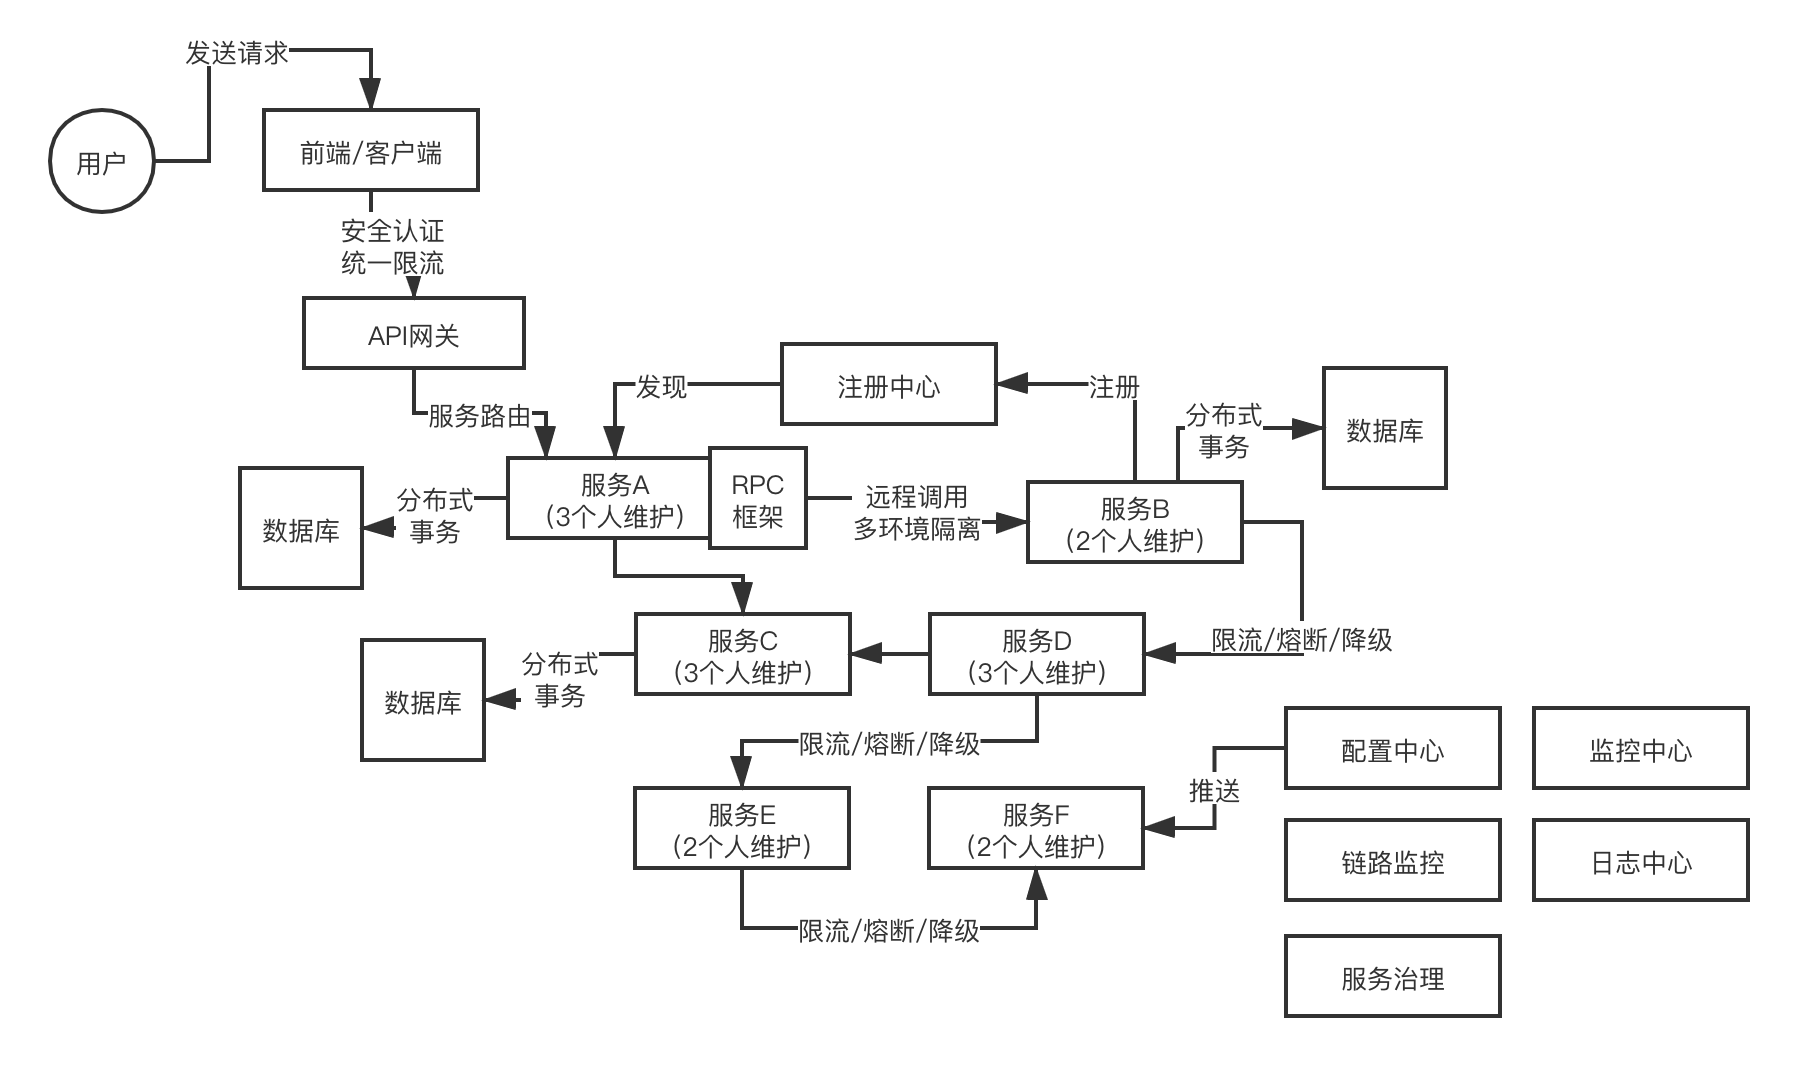 发送请求
用户
前端/客户端
安全认证
统一限流
API网关
服务路由
发现
注册中心
注册
分布式
事务
数据库
数据库
分布式
事务
服务A
(3个人维护)
RPC
框架
远程调用
多环境隔离
服务B
(2个人维护)
限流/熔断/降级
服务C
(3个人维护)
服务D
(3个人维护)
分布式
事务
数据库
限流/熔断/降级
服务E
(2个人维护)
服务F
(2个人维护)
推送
配置中心
监控中心
链路监控
日志中心
限流/熔断/降级
服务治理